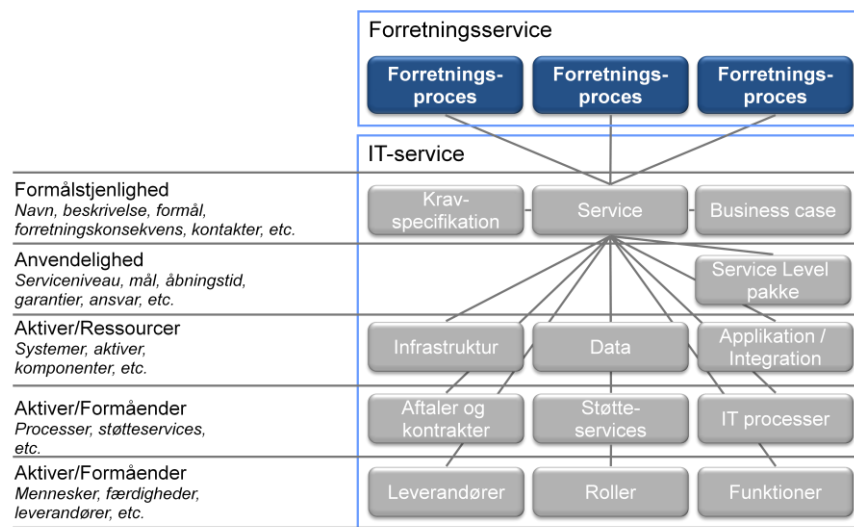 Forretningsservice
Forretnings-
proces
Forretnings-
proces
Forretnings-
proces
IT-service
Formålstjenlighed
Navn, beskrivelse, formål,
forretningskonsekvens, kontakter, etc.
Krav-
specifikation
Service
Business case
Anvendelighed
Serviceniveau, mål, åbningstid,
garantier, ansvar, etc.
Service Level
pakke
Aktiver/Ressourcer
Systemer, aktiver,
komponenter, etc.
Infrastruktur
Data
Applikation /
Integration
Aktiver/Formåender
Processer, støtteservices,
etc.
Aftaler og
kontrakter
Støtte-
services
IT processer
Aktiver/Formåender
Mennesker, færdigheder,
leverandører, etc.
Leverandører
Roller
Funktioner